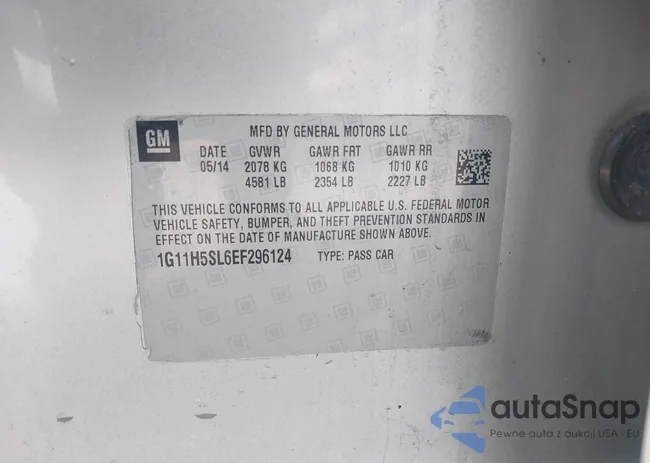 GM
MFD BY GENERAL MOTORS LLC
DATE GVWR GAWR FRT GAWR RR
05/14 2078 KG 1068 KG 1010 KG
4581 LB 2354 LB 2227 LB
THIS VEHICLE CONFORMS TO ALL APPLICABLE U.S. FEDERAL MOTOR
VEHICLE SAFETY, BUMPER, AND THEFT PREVENTION STANDARDS IN
EFFECT ON THE DATE OF MANUFACTURE SHOWN ABOVE.
1G11H5SL6EF296124 TYPE: PASS CAR
autaSnap
Pewne auta z aukcji USA - EU